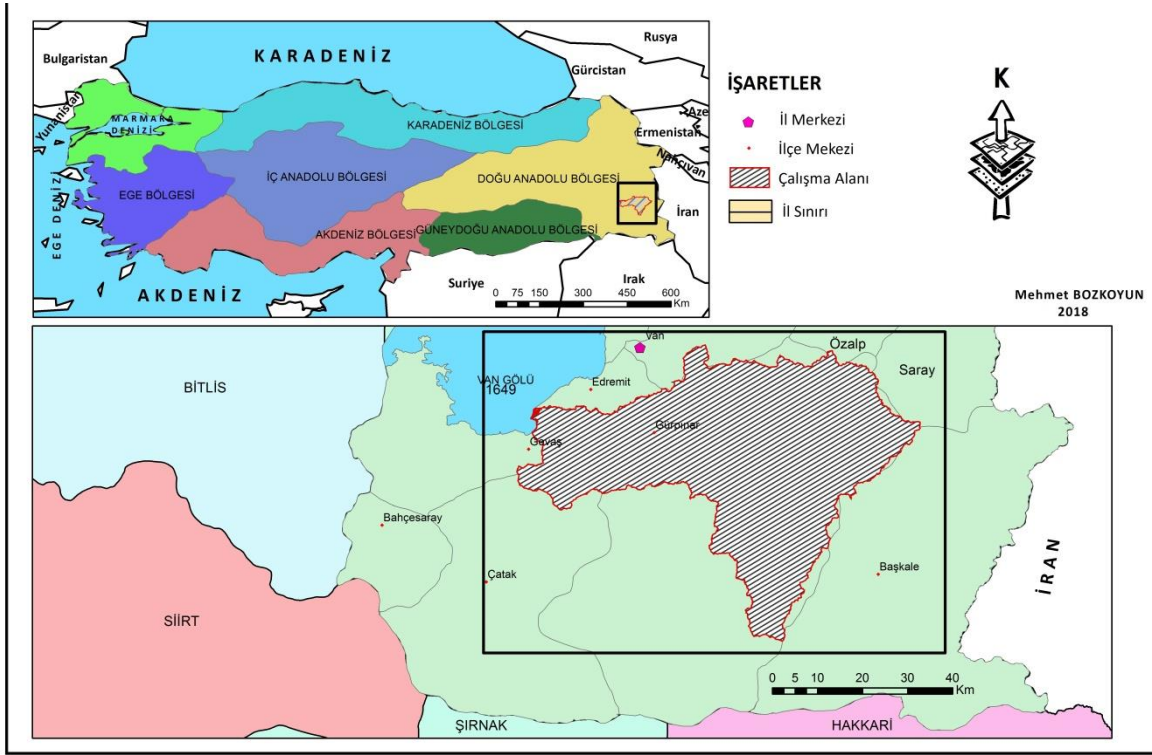 Bulgaristan
KARADENİZ
Rusya
Gürcistan
Yunanistan
MARMARA
DENİZİ
KARADENİZ BÖLGESİ
Aze
Ermenistan
Nahçıvan
EGE DENİZ
EGE BÖLGESİ
İÇ ANADOLU BÖLGESİ
DOĞU ANADOLU BÖLGESİ
İran
AKDENİZ BÖLGESİ
GÜNEYDOĞU ANADOLU BÖLGESİ
AKDENİZ
Suriye
Irak
0 75 150 300 450 600
Km
İŞARETLER
İl Merkezi
İlçe Mekezi
Çalışma Alanı
İl Sınırı
K
Mehmet BOZKOYUN
2018
BİTLİS
VAN GÖLÜ
1649
Van
Edremit
Özalp
Saray
Gevaş
Gürpınar
Bahçesaray
Çatak
Başkale
İRAN
SİİRT
0 5 10 20 30 40
Km
ŞIRNAK
HAKKARİ